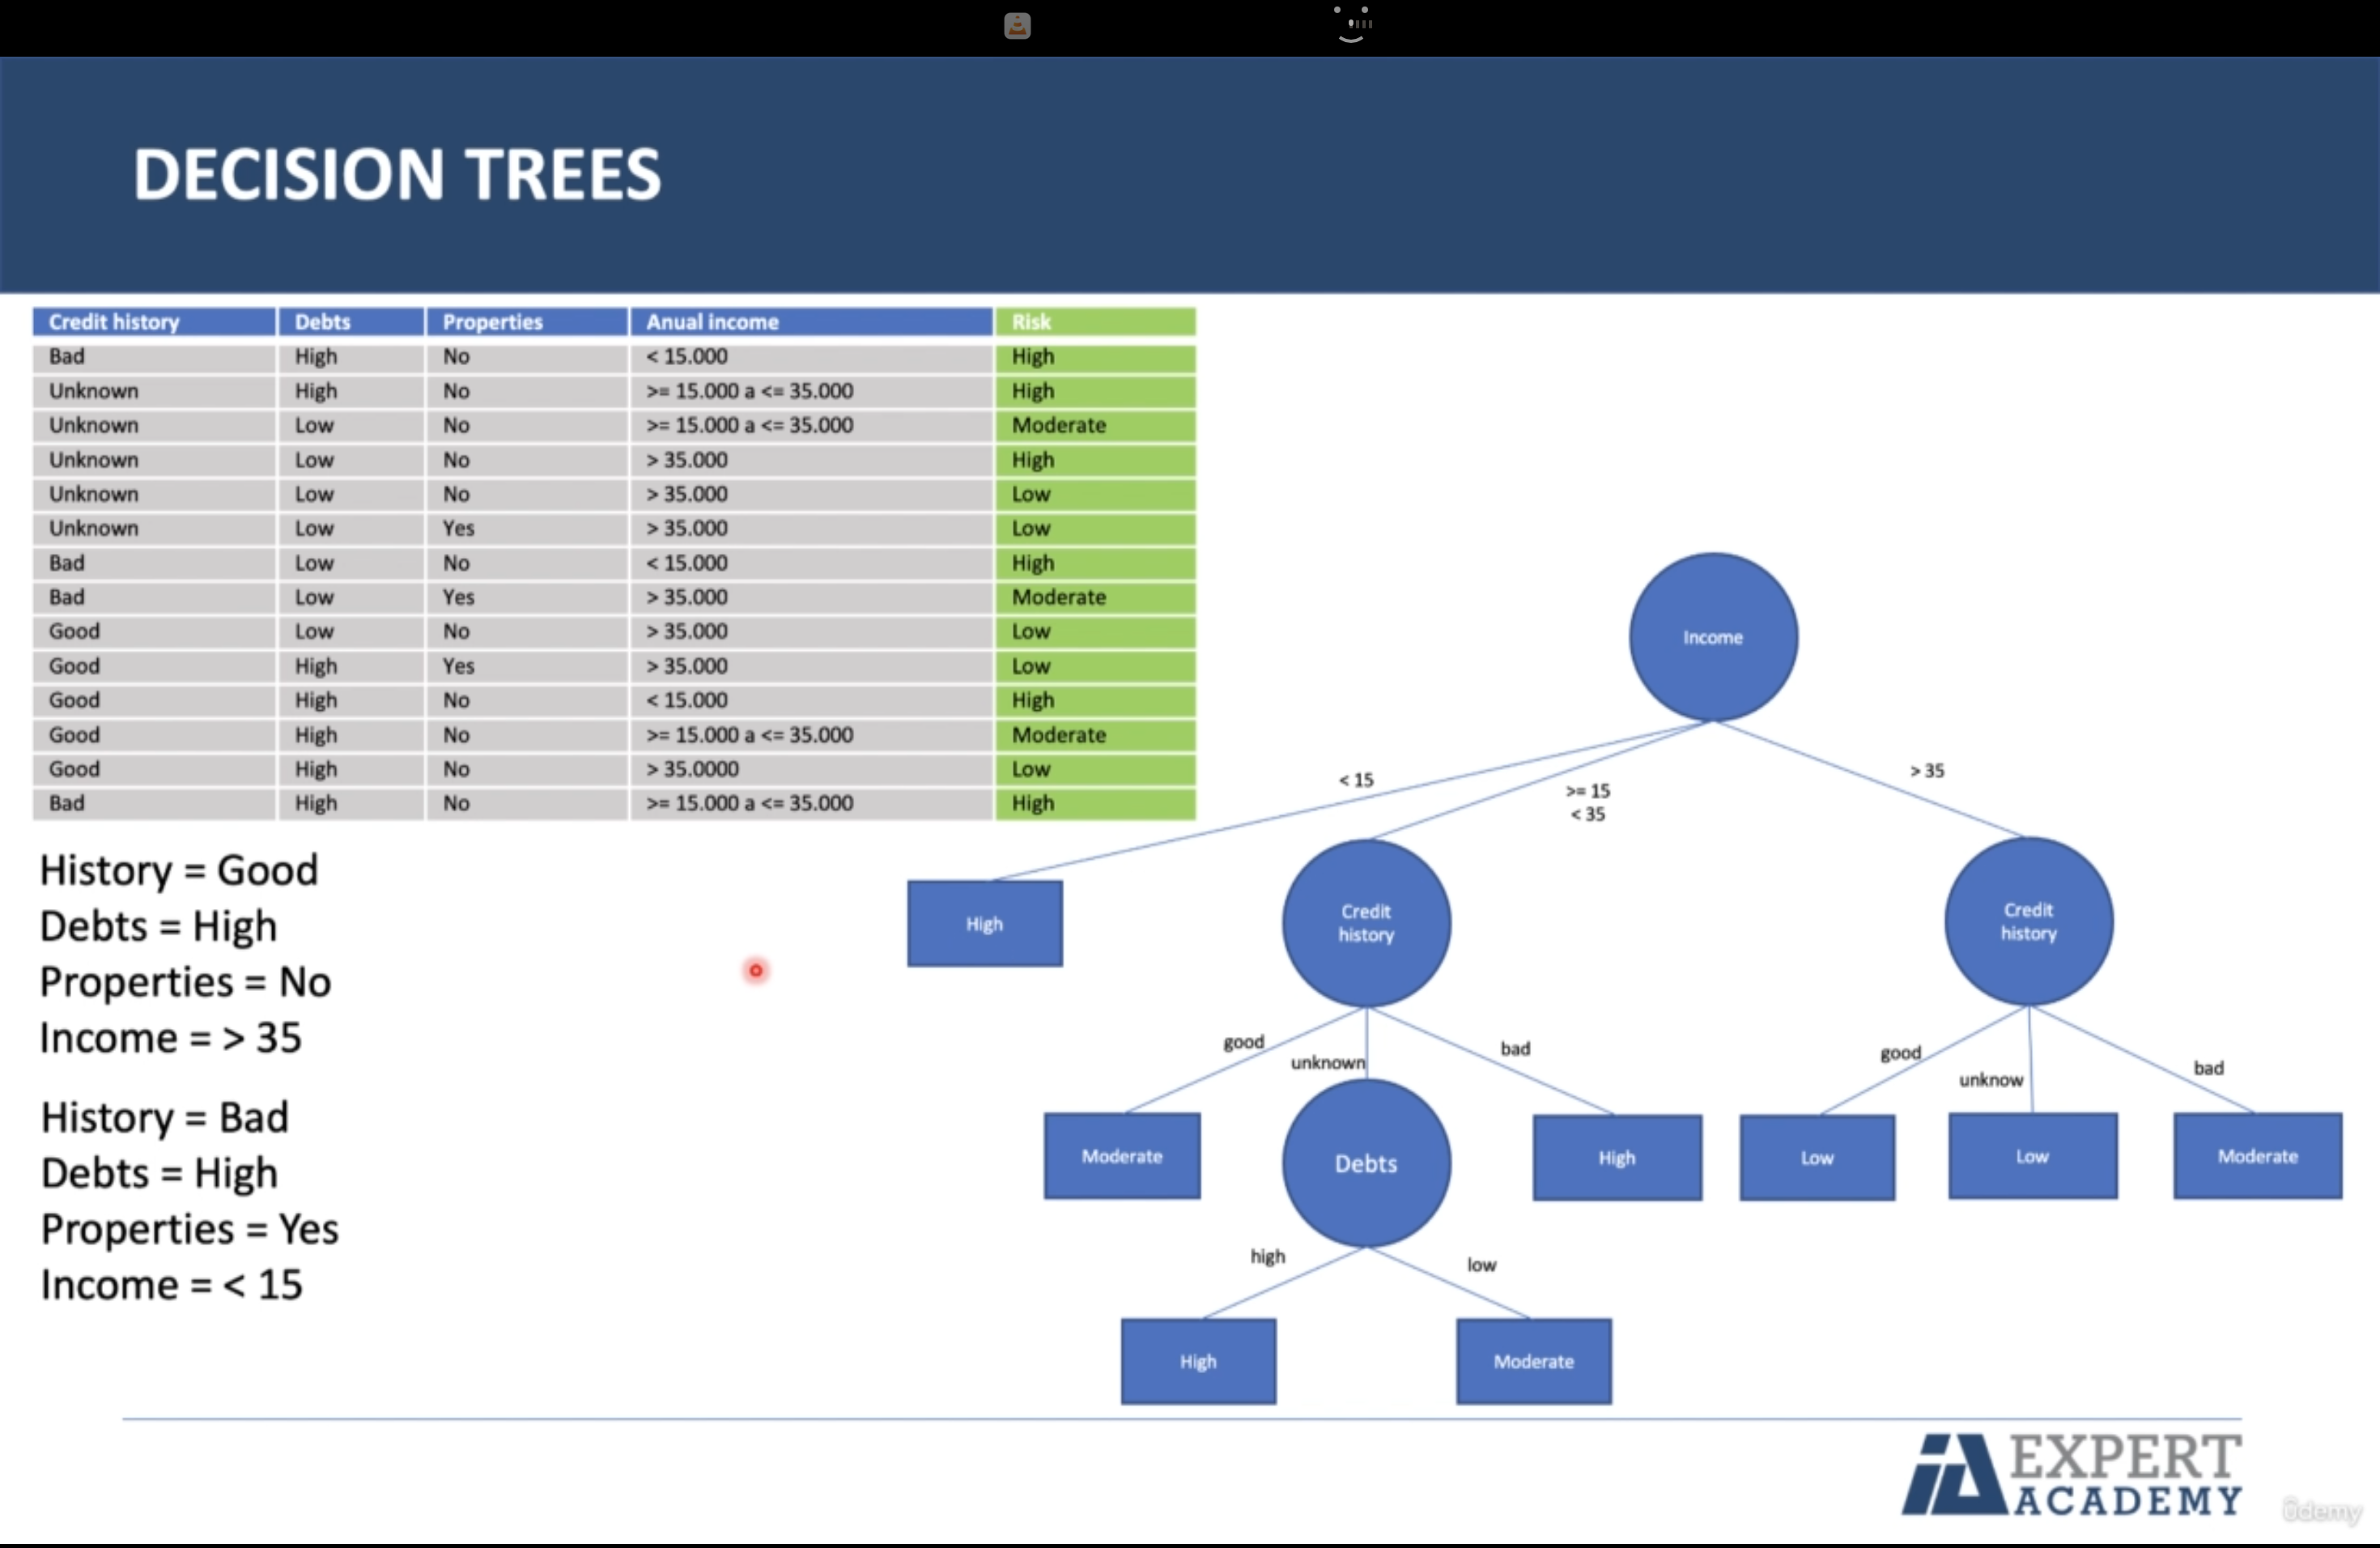 DECISION TREES
Credit history Debts Properties Anual income Risk
Bad High No < 15.000 High
Unknown High No >= 15.000 a <= 35.000 High
Unknown Low No >= 15.000 a <= 35.000 Moderate
Unknown Low No > 35.000 High
Unknown Low No > 35.000 Low
Unknown Low Yes > 35.000 Low
Bad Low No < 15.000 High
Bad Low Yes > 35.000 Moderate
Good Low No > 35.000 Low
Good High Yes > 35.000 Low
Good High No < 15.000 High
Good High No >= 15.000 a <= 35.000 Moderate
Good High No > 35.0000 Low
Bad High No >= 15.000 a <= 35.000 High
History = Good
Debts = High
Properties = No
Income = > 35
History = Bad
Debts = High
Properties = Yes
Income = < 15
Income
< 15
>= 15
< 35
> 35
High
Credit
history
Credit
history
good
unknown
bad
good
unknow
bad
Moderate
Debts
High
Low
Low
Moderate
high
low
High
Moderate
iA EXPERT
ACADEMY
ûdemy